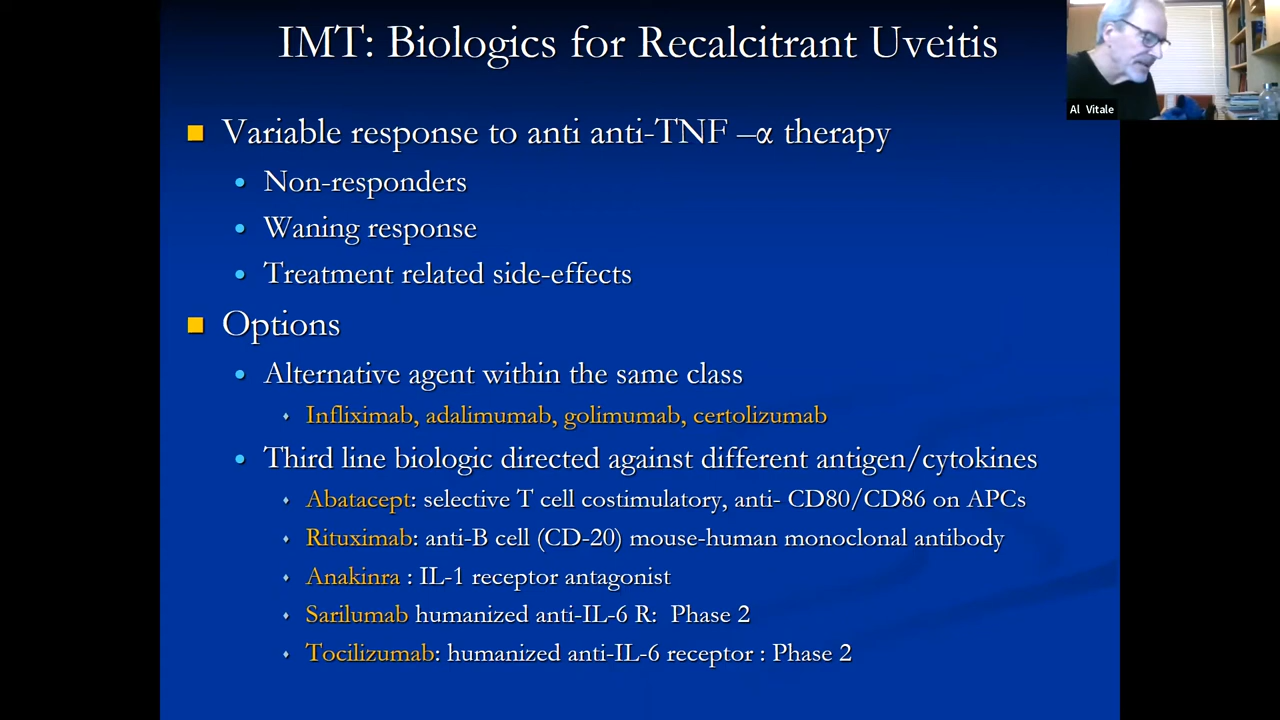 IMT: Biologics for Recalcitrant Uveitis
Al Vitale
Variable response to anti anti-TNF –α therapy
Non-responders
Waning response
Treatment related side-effects
Options
Alternative agent within the same class
Infliximab, adalimumab, golimumab, certolizumab
Third line biologic directed against different antigen/cytokines
Abatacept: selective T cell costimulatory, anti- CD80/CD86 on APCs
Rituximab: anti-B cell (CD-20) mouse-human monoclonal antibody
Anakinra : IL-1 receptor antagonist
Sarilumab humanized anti-IL-6 R: Phase 2
Tocilizumab: humanized anti-IL-6 receptor : Phase 2